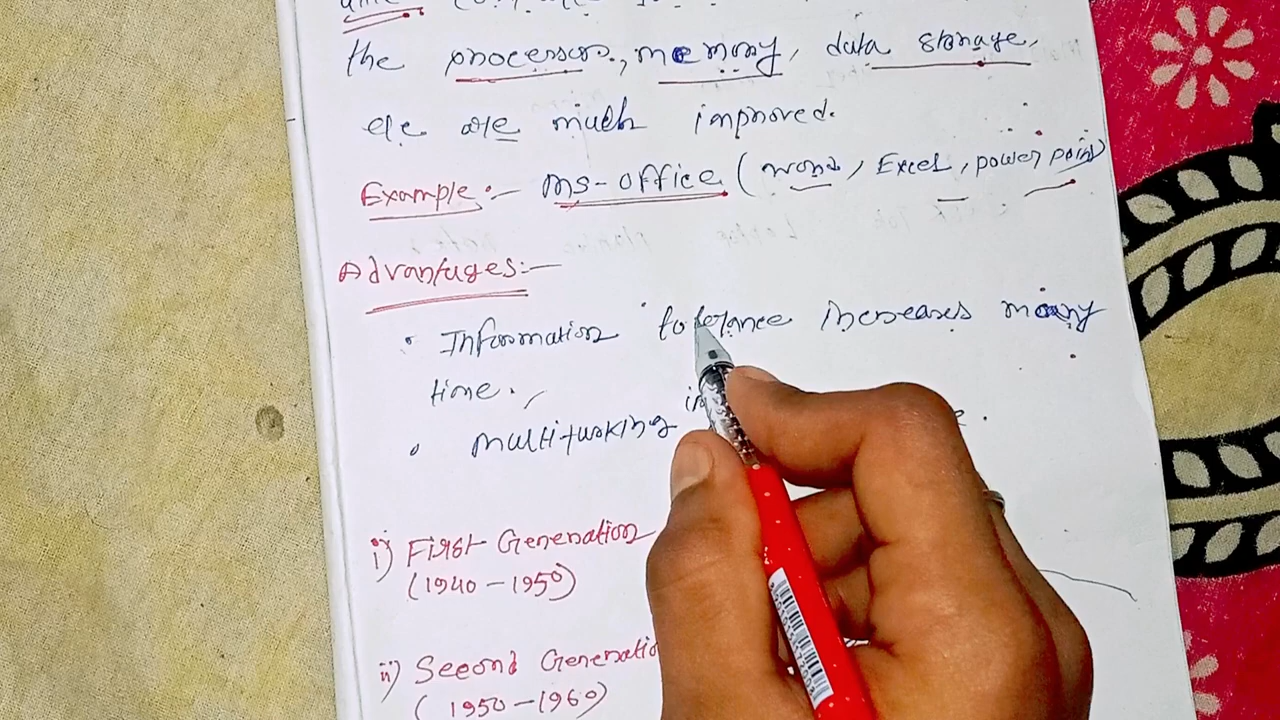 the processor, memory, data storage,
etc are much improved.
Example:- MS-office (word, Excel, power point)
Advantages:-
• Information tolerance increases many
time.
• multitasking
i) First Generation
(1940-1950)
ii) Second Generatio
(1950-1960)